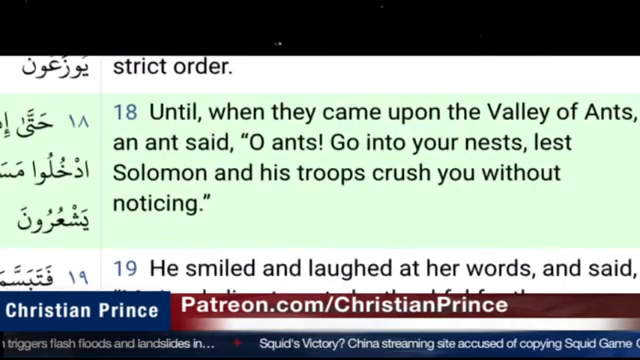 يُوزَعُونَ
strict order.
١٨
18 Until, when they came upon the Valley of Ants,
an ant said, “O ants! Go into your nests, lest
Solomon and his troops crush you without
noticing.”
حَتَّىٰ
ادْخُلُوا
يَشْعُرُونَ
١٩
19 He smiled and laughed at her words, and said,
Christian Prince
Patreon.com/ChristianPrince
triggers flash floods and landslides in…
Squid's Victory? China streaming site accused of copying Squid Game